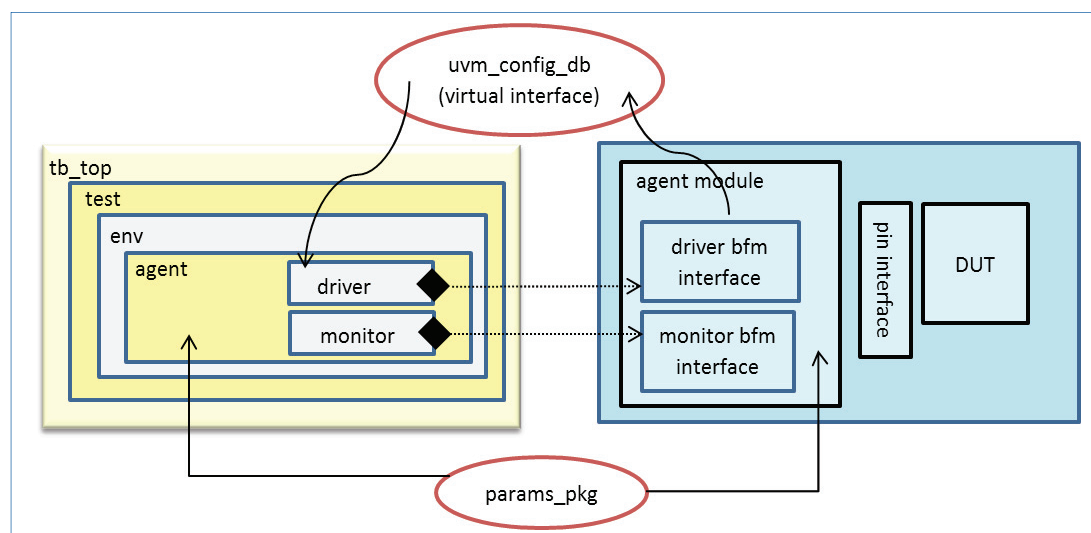 uvm_config_db
(virtual interface)
tb_top
test
env
agent
driver
monitor
agent module
driver bfm
interface
monitor bfm
interface
pin interface
DUT
params_pkg